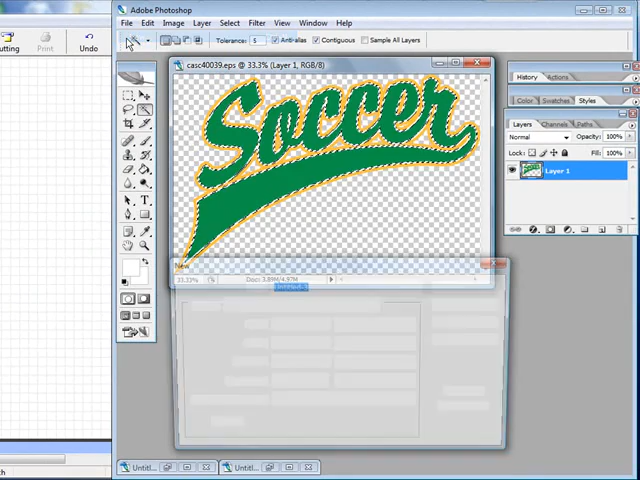 Adobe Photoshop
File Edit Image Layer Select Filter View Window Help
utting Print Undo
Tolerance: 5 Anti-alias Contiguous Sample All Layers
casc40039.eps @ 33.3% (Layer 1, RGB/8)
Soccer
History Actions
Color Swatches Styles
Layers Channels Paths
Normal Opacity: 100%
Lock: Fill: 100%
Layer 1
New
33.33% Doc: 3.89M/4.97M
Untitl... Untitl...